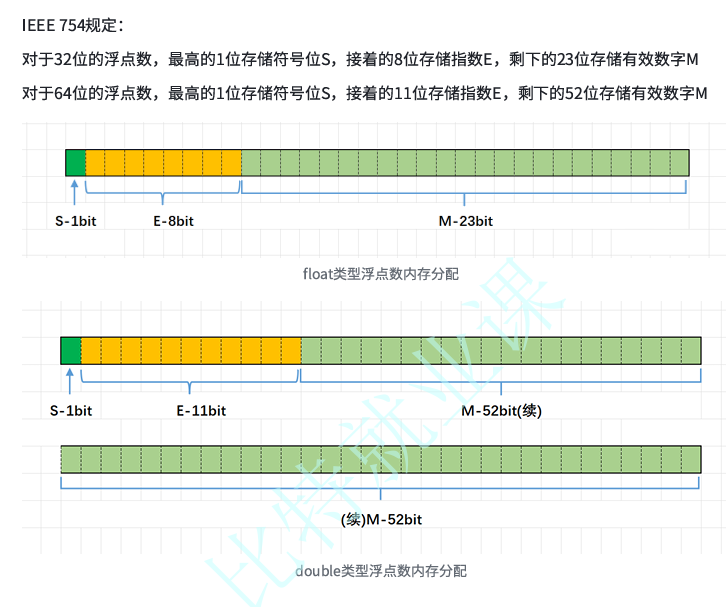 IEEE 754规定：
对于32位的浮点数，最高的1位存储符号位S，接着的8位存储指数E，剩下的23位存储有效数字M
对于64位的浮点数，最高的1位存储符号位S，接着的11位存储指数E，剩下的52位存储有效数字M
S-1bit E-8bit M-23bit
float类型浮点数内存分配
S-1bit E-11bit M-52bit(续)
(续)M-52bit
double类型浮点数内存分配
比特就业课